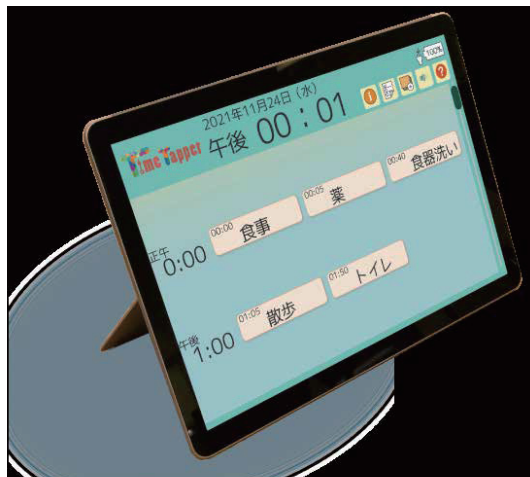 2021年11月24日（水）
100%
Time Tapper
午後 00：01
00:00 食事
00:05 薬
00:40 食器洗い
正午 0:00
01:05 散歩
01:50 トイレ
午後 1:00